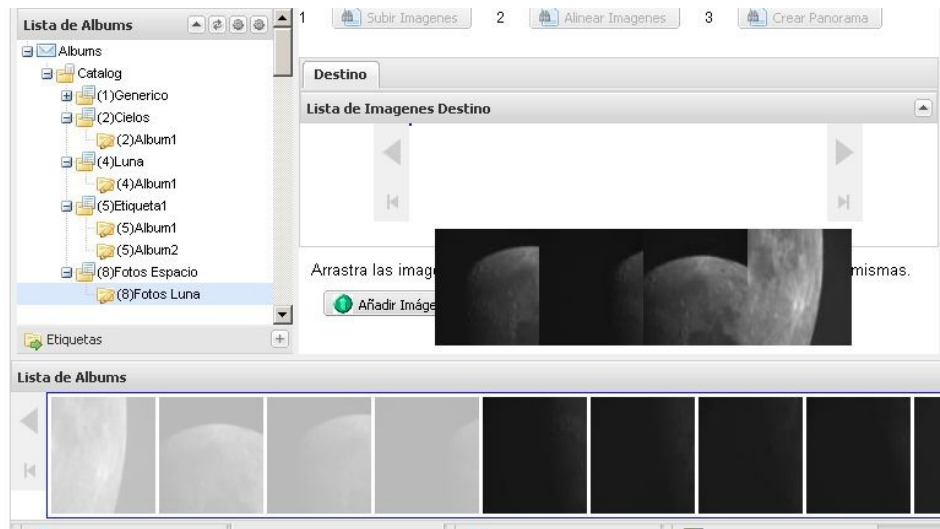 Lista de Albums
Albums
Catalog
(1)Generico
(2)Cielos
(2)Album1
(4)Luna
(4)Album1
(5)Etiqueta1
(5)Album1
(5)Album2
(8)Fotos Espacio
(8)Fotos Luna
Etiquetas
1 Subir Imagenes 2 Alinear Imagenes 3 Crear Panorama
Destino
Lista de Imagenes Destino
Arrastra las mismas.
Añadir
Lista de Albums